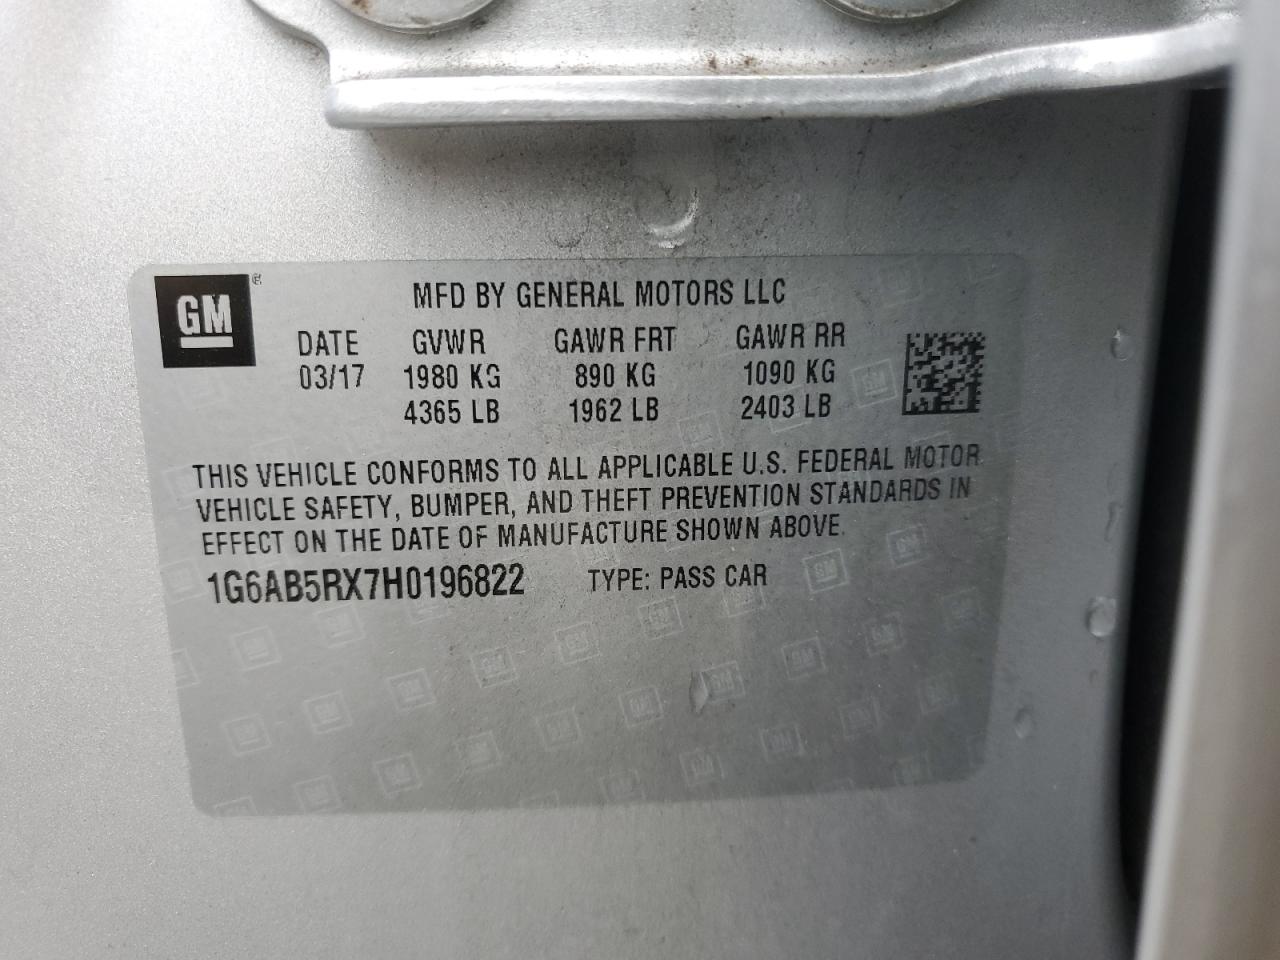 GM
MFD BY GENERAL MOTORS LLC
DATE GVWR GAWR FRT GAWR RR
03/17 1980 KG 890 KG 1090 KG
4365 LB 1962 LB 2403 LB
THIS VEHICLE CONFORMS TO ALL APPLICABLE U.S. FEDERAL MOTOR
VEHICLE SAFETY, BUMPER, AND THEFT PREVENTION STANDARDS IN
EFFECT ON THE DATE OF MANUFACTURE SHOWN ABOVE.
1G6AB5RX7H0196822 TYPE: PASS CAR